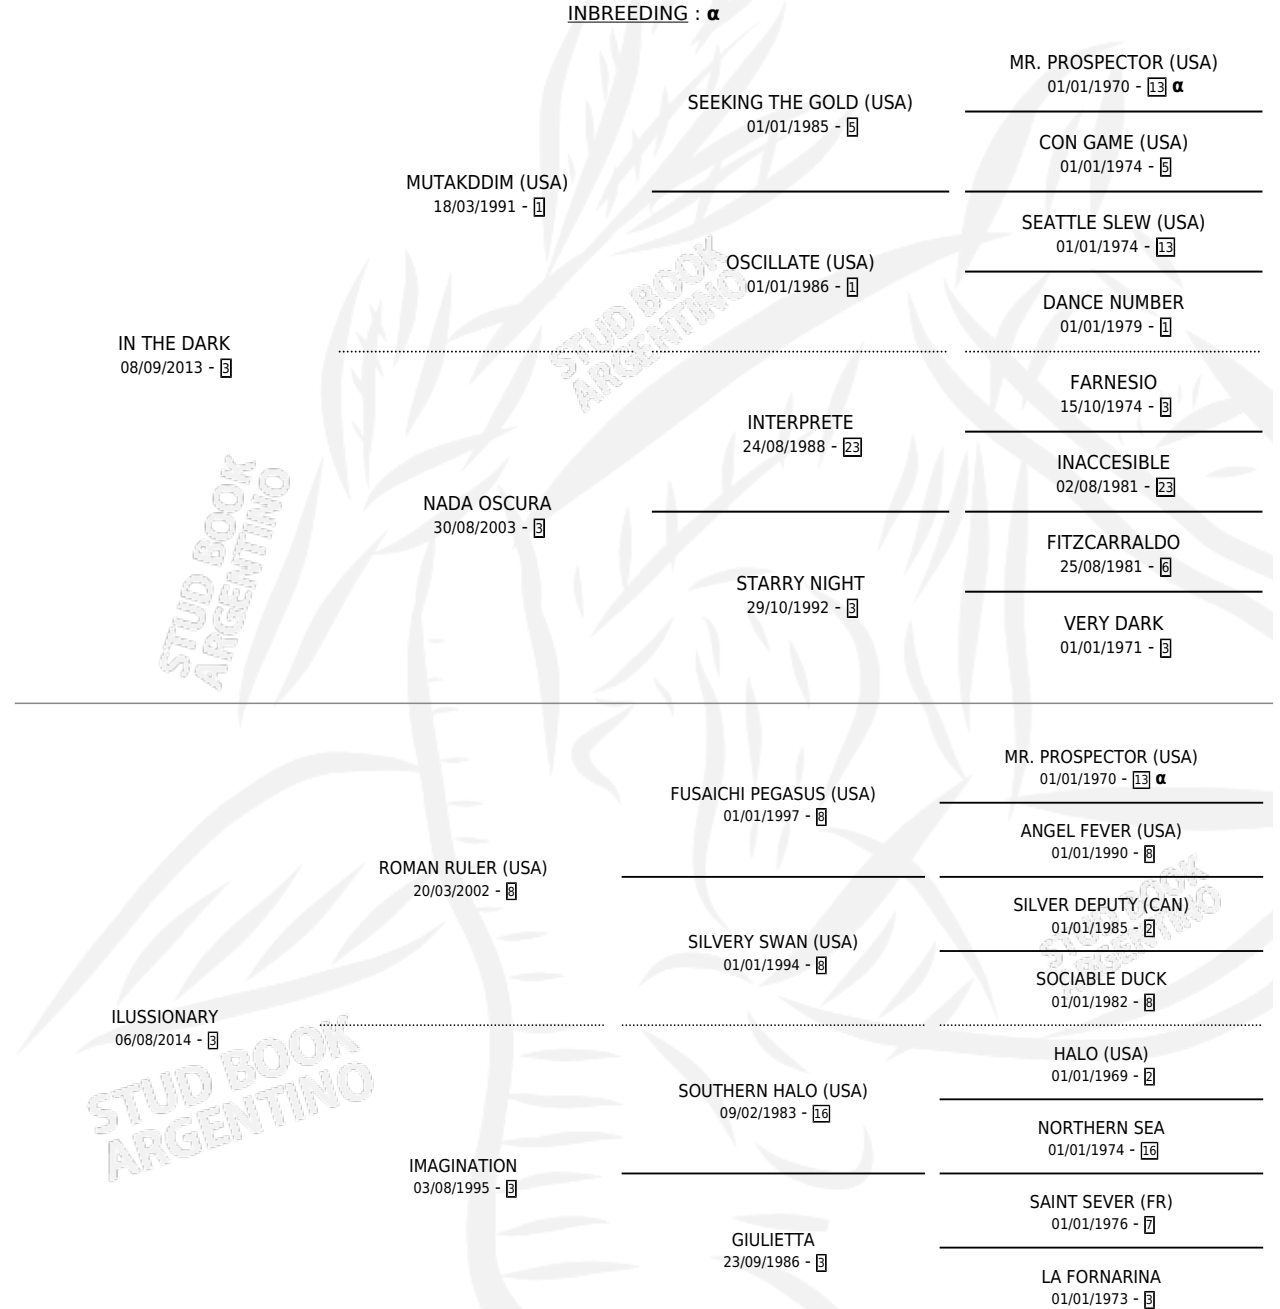 INBREEDING : α
MR. PROSPECTOR (USA)
01/01/1970 - 13 α
SEEKING THE GOLD (USA)
01/01/1985 - 5
CON GAME (USA)
01/01/1974 - 5
MUTAKDDIM (USA)
18/03/1991 - 1
SEATTLE SLEW (USA)
01/01/1974 - 13
OSCILLATE (USA)
01/01/1986 - 1
DANCE NUMBER
01/01/1979 - 1
IN THE DARK
08/09/2013 - 3
FARNESIO
15/10/1974 - 3
INTERPRETE
24/08/1988 - 23
INACCESIBLE
02/08/1981 - 23
NADA OSCURA
30/08/2003 - 3
FITZCARRALDO
25/08/1981 - 6
STARRY NIGHT
29/10/1992 - 3
VERY DARK
01/01/1971 - 3
MR. PROSPECTOR (USA)
01/01/1970 - 13 α
FUSAICHI PEGASUS (USA)
01/01/1997 - 8
ANGEL FEVER (USA)
01/01/1990 - 8
ROMAN RULER (USA)
20/03/2002 - 8
SILVER DEPUTY (CAN)
01/01/1985 - 2
SILVERY SWAN (USA)
01/01/1994 - 8
SOCIABLE DUCK
01/01/1982 - 8
ILUSSIONARY
06/08/2014 - 3
HALO (USA)
01/01/1969 - 2
SOUTHERN HALO (USA)
09/02/1983 - 16
NORTHERN SEA
01/01/1974 - 16
IMAGINATION
03/08/1995 - 3
SAINT SEVER (FR)
01/01/1976 - 7
GIULIETTA
23/09/1986 - 3
LA FORNARINA
01/01/1973 - 3
STUD BOOK
ARGENTINO
STUD BOOK
ARGENTINO
STUD BOOK
ARGENTINO
STUD BOOK
ARGENTINO